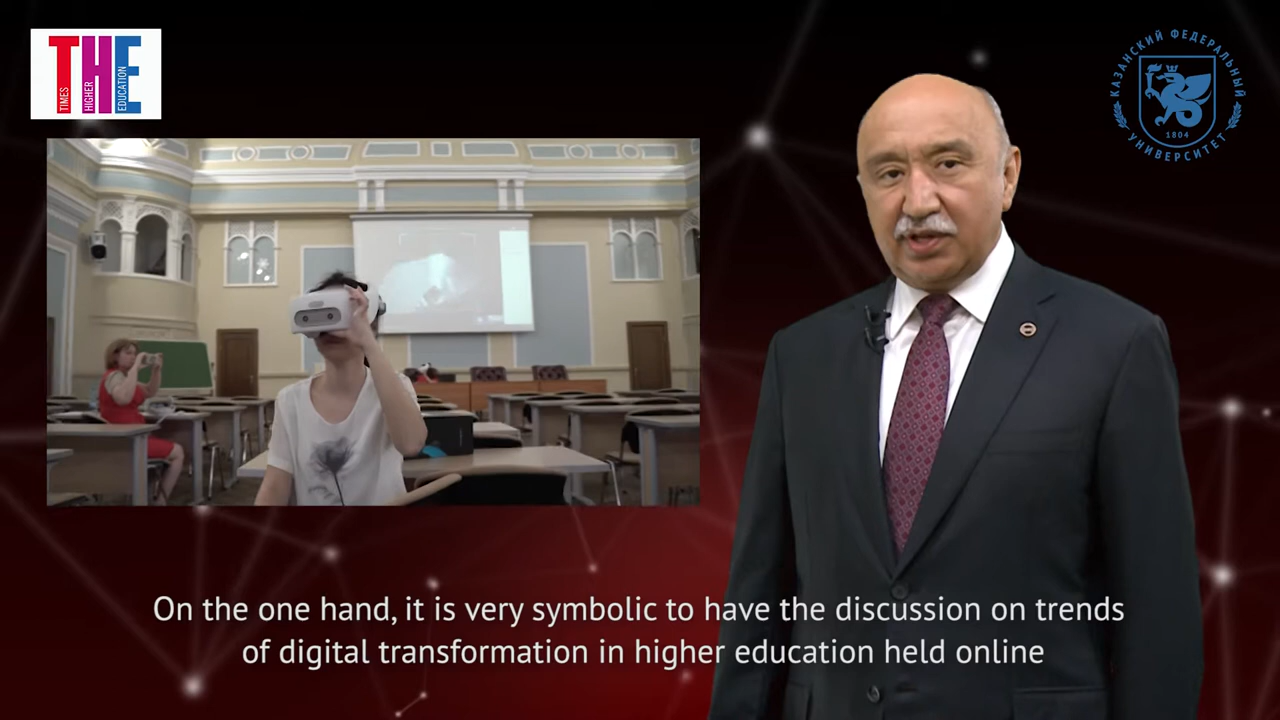 THE
TIMES
HIGHER
EDUCATION
КАЗАНСКИЙ ФЕДЕРАЛЬНЫЙ
1804
УНИВЕРСИТЕТ
On the one hand, it is very symbolic to have the discussion on trends
of digital transformation in higher education held online